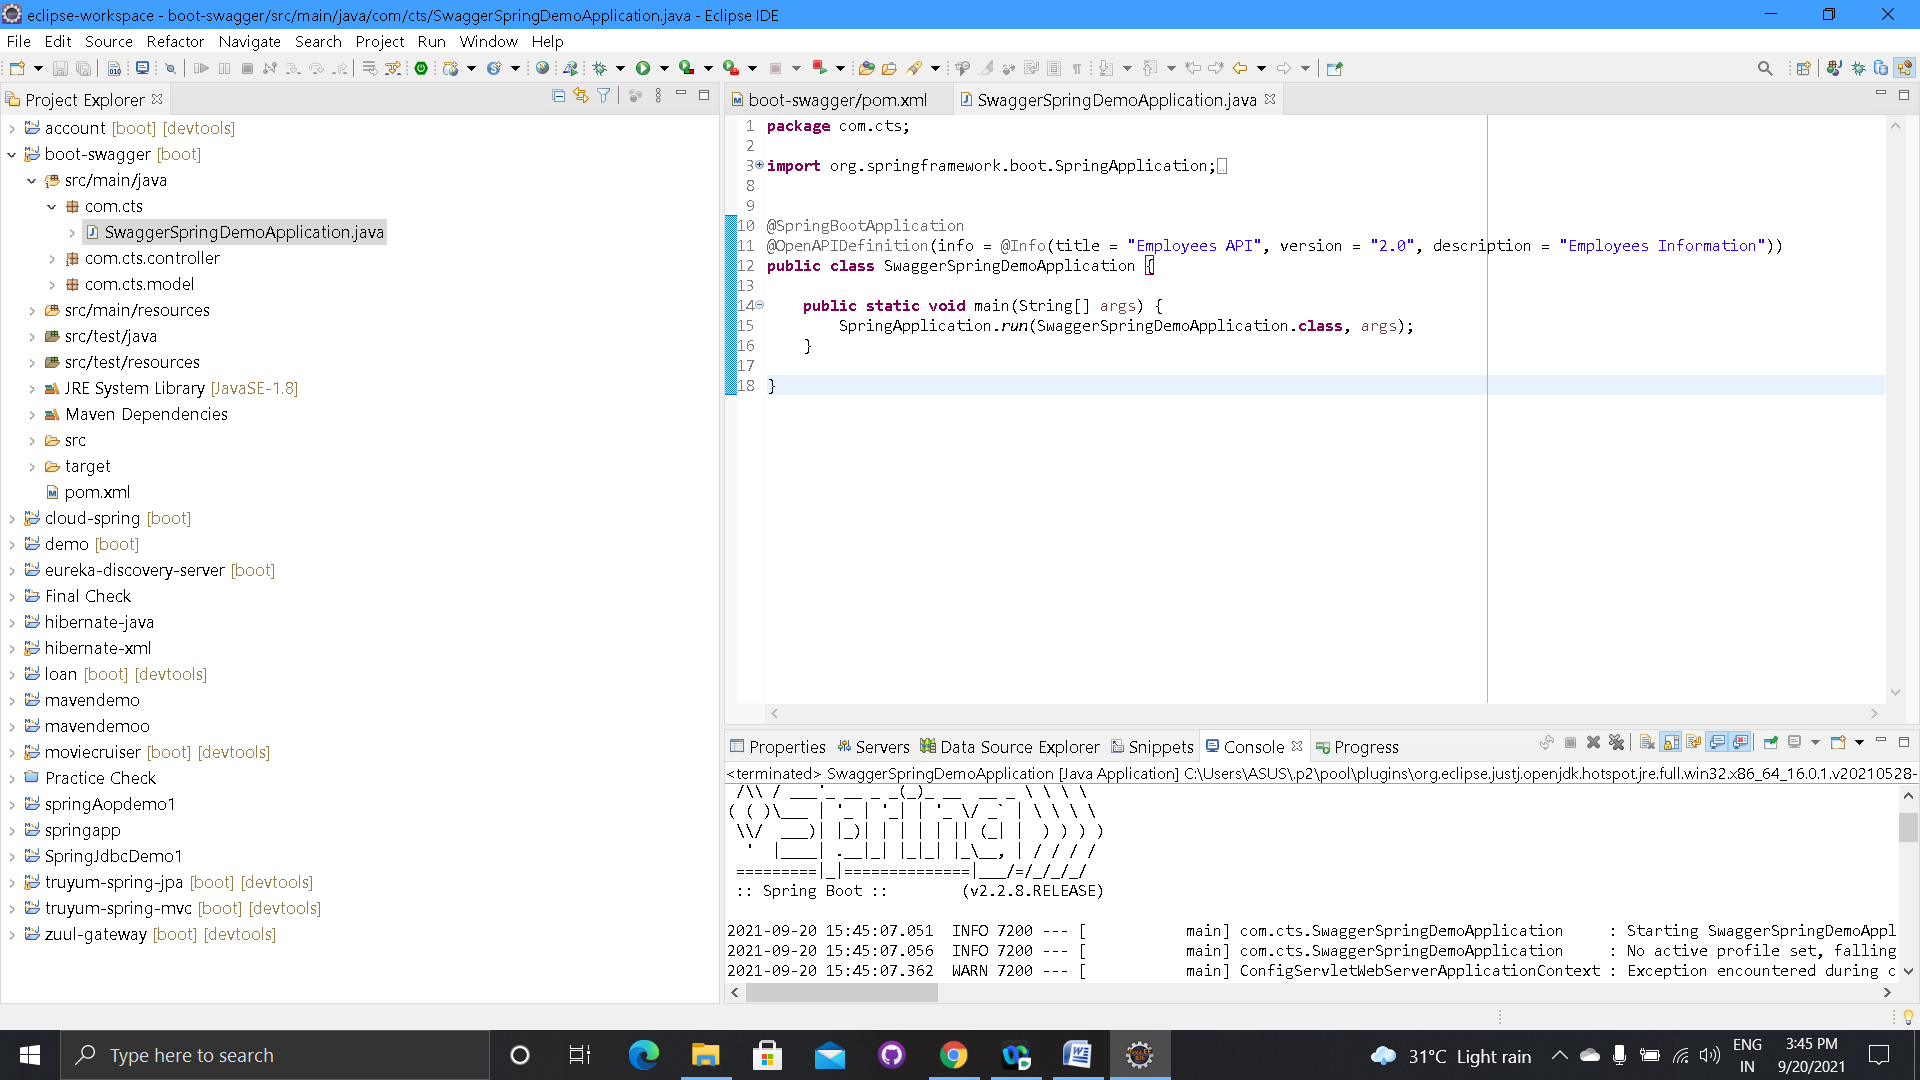 eclipse-workspace - boot-swagger/src/main/java/com/cts/SwaggerSpringDemoApplication.java - Eclipse IDE
File Edit Source Refactor Navigate Search Project Run Window Help
Project Explorer
account [boot] [devtools]
boot-swagger [boot]
src/main/java
com.cts
SwaggerSpringDemoApplication.java
com.cts.controller
com.cts.model
src/main/resources
src/test/java
src/test/resources
JRE System Library [JavaSE-1.8]
Maven Dependencies
src
target
pom.xml
cloud-spring [boot]
demo [boot]
eureka-discovery-server [boot]
Final Check
hibernate-java
hibernate-xml
loan [boot] [devtools]
mavendemo
mavendemoo
moviecruiser [boot] [devtools]
Practice Check
springAopdemo1
springapp
SpringJdbcDemo1
truyum-spring-jpa [boot] [devtools]
truyum-spring-mvc [boot] [devtools]
zuul-gateway [boot] [devtools]
boot-swagger/pom.xml SwaggerSpringDemoApplication.java
1 package com.cts;
2
3 import org.springframework.boot.SpringApplication;
8
9
10 @SpringBootApplication
11 @OpenAPIDefinition(info = @Info(title = "Employees API", version = "2.0", description = "Employees Information"))
12 public class SwaggerSpringDemoApplication {
13
14 public static void main(String[] args) {
15 SpringApplication.run(SwaggerSpringDemoApplication.class, args);
16 }
17
18 }
Properties Servers Data Source Explorer Snippets Console Progress
<terminated> SwaggerSpringDemoApplication [Java Application] C:\Users\ASUS\.p2\pool\plugins\org.eclipse.justj.openjdk.hotspot.jre.full.win32.x86_64_16.0.1.v20210528-
:: Spring Boot :: (v2.2.8.RELEASE)
2021-09-20 15:45:07.051 INFO 7200 --- [ main] com.cts.SwaggerSpringDemoApplication : Starting SwaggerSpringDemoAppl
2021-09-20 15:45:07.056 INFO 7200 --- [ main] com.cts.SwaggerSpringDemoApplication : No active profile set, falling
2021-09-20 15:45:07.362 WARN 7200 --- [ main] ConfigServletWebServerApplicationContext : Exception encountered during c
Type here to search
31°C Light rain
ENG
IN
3:45 PM
9/20/2021